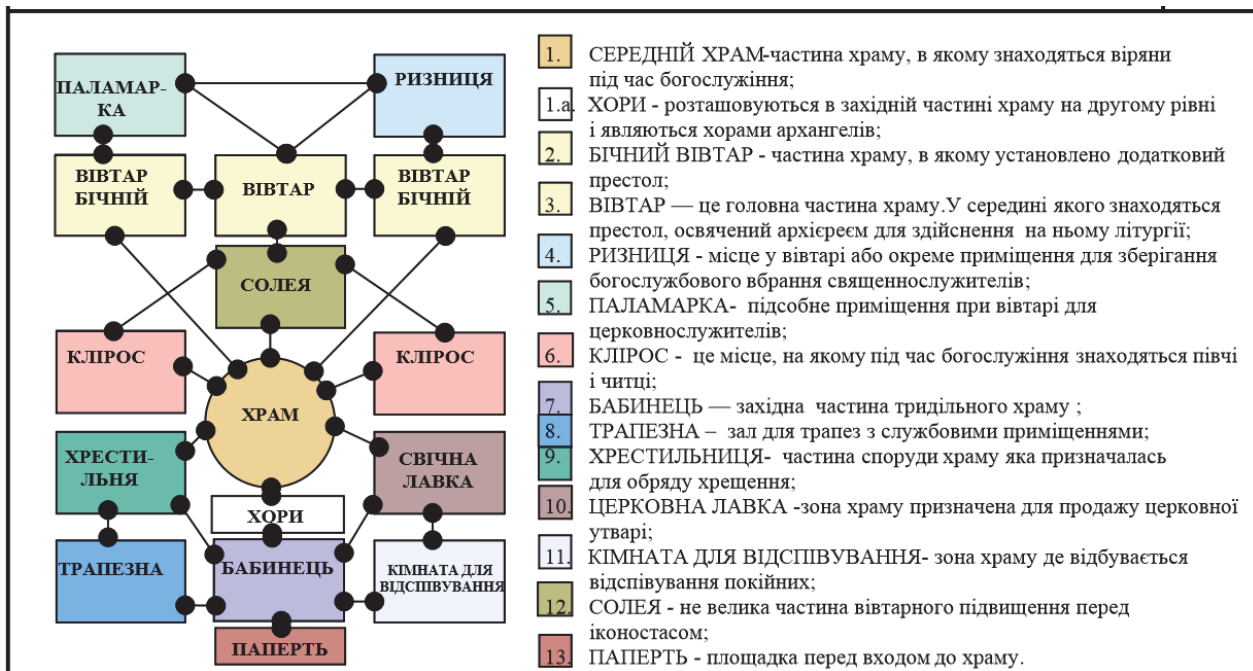 ПАЛАМАР-
КА
РИЗНИЦЯ
ВІВТАР
БІЧНІЙ
ВІВТАР
ВІВТАР
БІЧНІЙ
СОЛЕЯ
КЛІРОС
КЛІРОС
ХРАМ
ХРЕСТИ-
ЛЬНЯ
СВІЧНА
ЛАВКА
ХОРИ
ТРАПЕЗНА
БАБИНЕЦЬ
КІМНАТА ДЛЯ
ВІДСПІВУВАННЯ
ПАПЕРТЬ
1. СЕРЕДНІЙ ХРАМ-частина храму, в якому знаходяться віряни
під час богослужіння;
1.а. ХОРИ - розташовуються в західній частині храму на другому рівні
і являються хорами архангелів;
2. БІЧНИЙ ВІВТАР - частина храму, в якому установлено додатковий
престол;
3. ВІВТАР — це головна частина храму.У середині якого знаходяться
престол, освячений архієреєм для здійснення на ньому літургії;
4. РИЗНИЦЯ - місце у вівтарі або окреме приміщення для зберігання
богослужбового вбрання священнослужителів;
5. ПАЛАМАРКА- підсобне приміщення при вівтарі для
церковнослужителів;
6. КЛІРОС - це місце, на якому під час богослужіння знаходяться півчі
і читці;
7. БАБИНЕЦЬ — західна частина тридільного храму ;
8. ТРАПЕЗНА – зал для трапез з службовими приміщеннями;
9. ХРЕСТИЛЬНИЦЯ- частина споруди храму яка призначалась
для обряду хрещення;
10. ЦЕРКОВНА ЛАВКА -зона храму призначена для продажу церковної
утварі;
11. КІМНАТА ДЛЯ ВІДСПІВУВАННЯ- зона храму де відбувається
відспівування покійних;
12. СОЛЕЯ - не велика частина вівтарного підвищення перед
іконостасом;
13. ПАПЕРТЬ - площадка перед входом до храму.